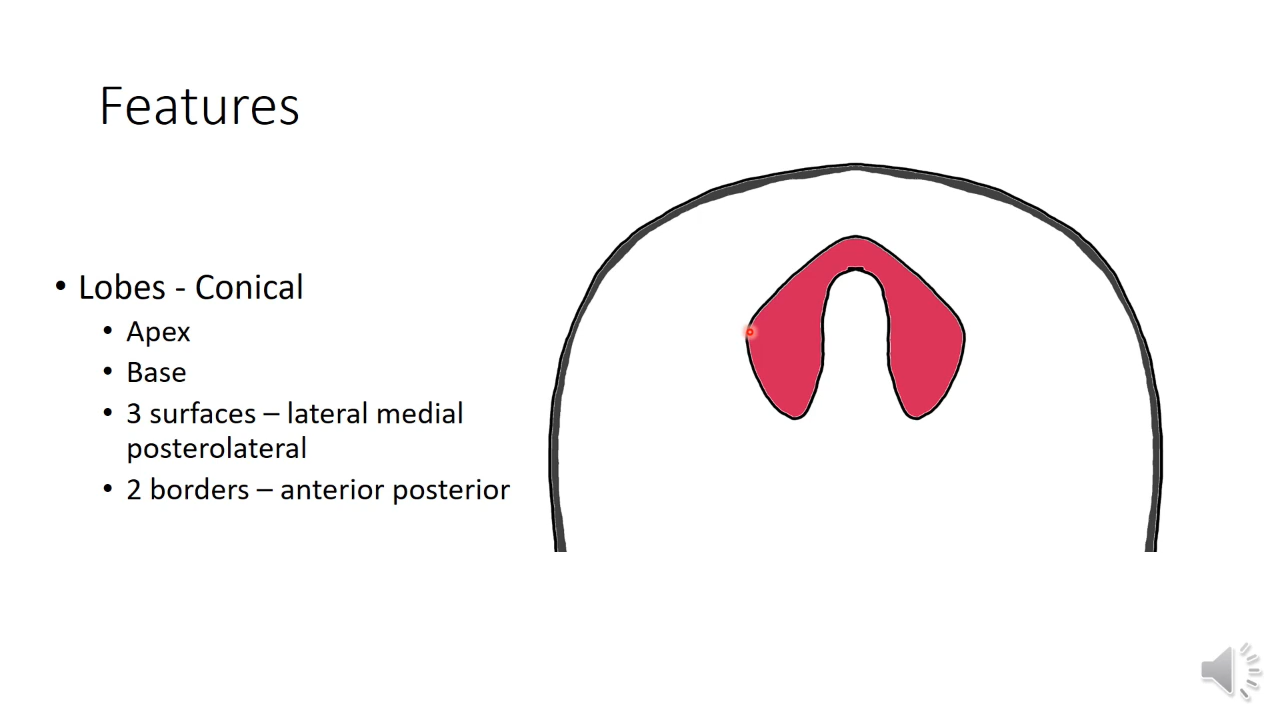 Features
• Lobes - Conical
• Apex
• Base
• 3 surfaces – lateral medial
posterolateral
• 2 borders – anterior posterior